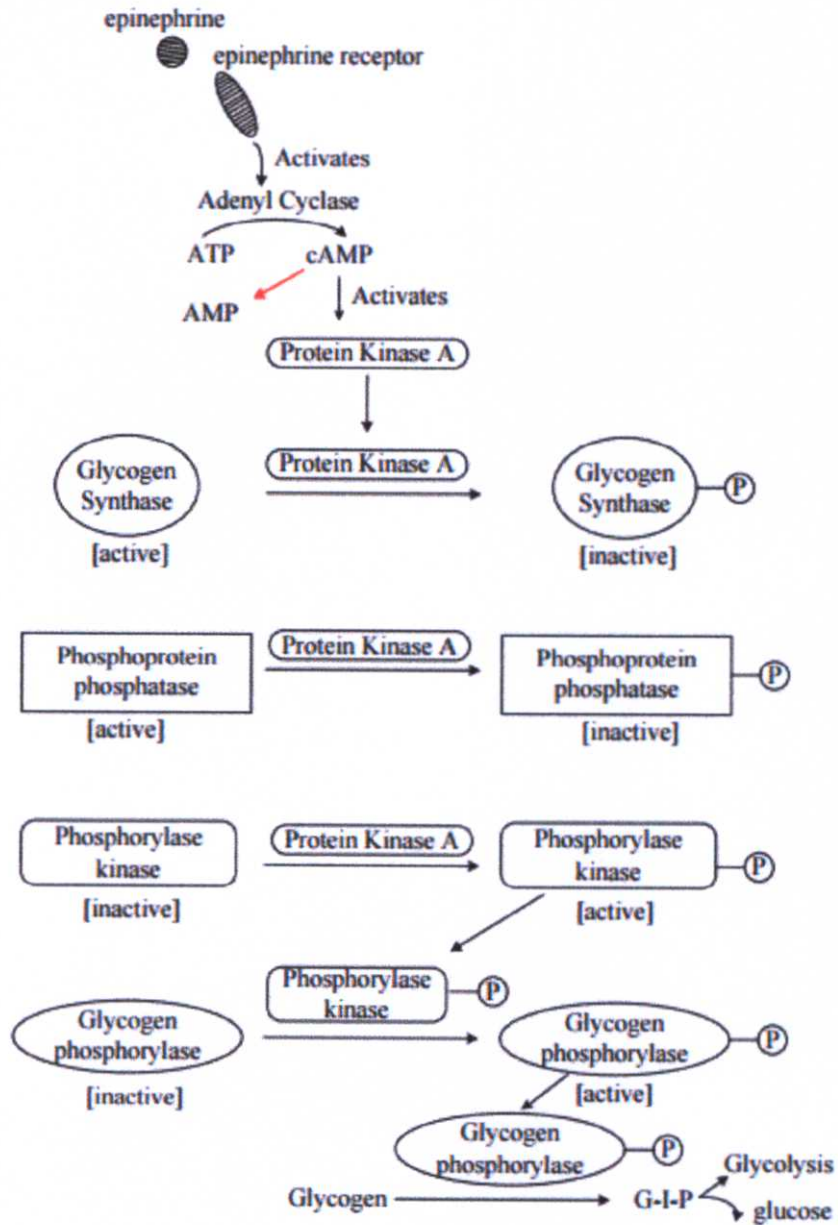 epinephrine
epinephrine receptor
Activates
Adenyl Cyclase
ATP
cAMP
Activates
AMP
Protein Kinase A
Glycogen
Synthase
[active]
Protein Kinase A
Glycogen
Synthase
P
[inactive]
Phosphoprotein
phosphatase
[active]
Protein Kinase A
Phosphoprotein
phosphatase
P
[inactive]
Phosphorylase
kinase
[inactive]
Protein Kinase A
Phosphorylase
kinase
P
[active]
Phosphorylase
kinase
P
Glycogen
phosphorylase
[inactive]
Glycogen
phosphorylase
P
[active]
Glycogen
phosphorylase
P
Glycogen
G-I-P
Glycolysis
glucose